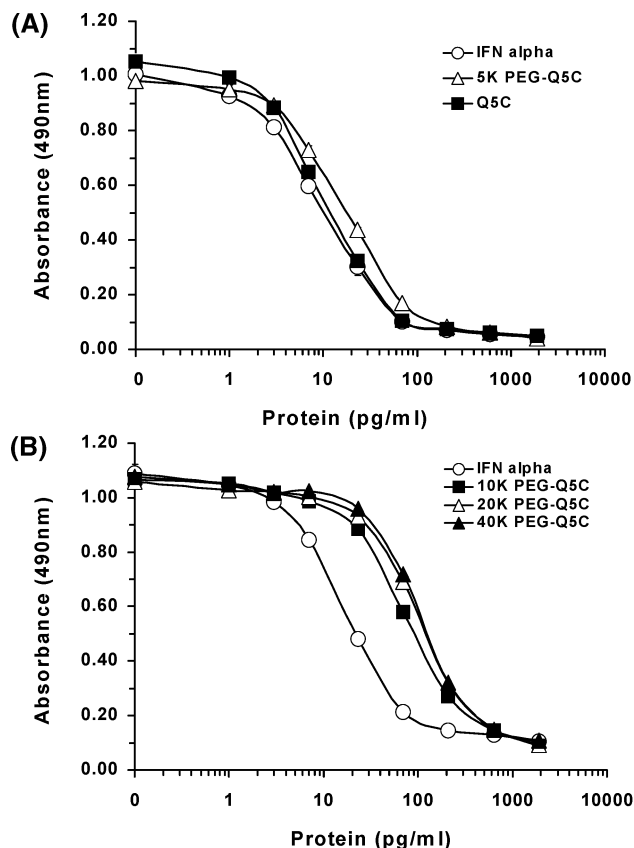 (A)
1.20
1.00
0.80
0.60
0.40
0.20
0.00
Absorbance (490nm)
IFN alpha
5K PEG-Q5C
Q5C
0 1 10 100 1000 10000
Protein (pg/ml)
(B)
1.20
1.00
0.80
0.60
0.40
0.20
0.00
Absorbance (490nm)
IFN alpha
10K PEG-Q5C
20K PEG-Q5C
40K PEG-Q5C
0 1 10 100 1000 10000
Protein (pg/ml)